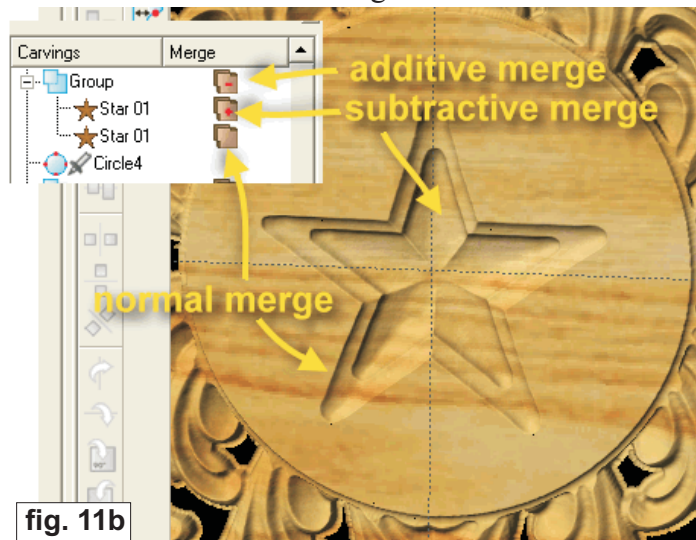 Carvings Merge
Group
Star 01
Star 01
Circle4
additive merge
subtractive merge
normal merge
fig. 11b